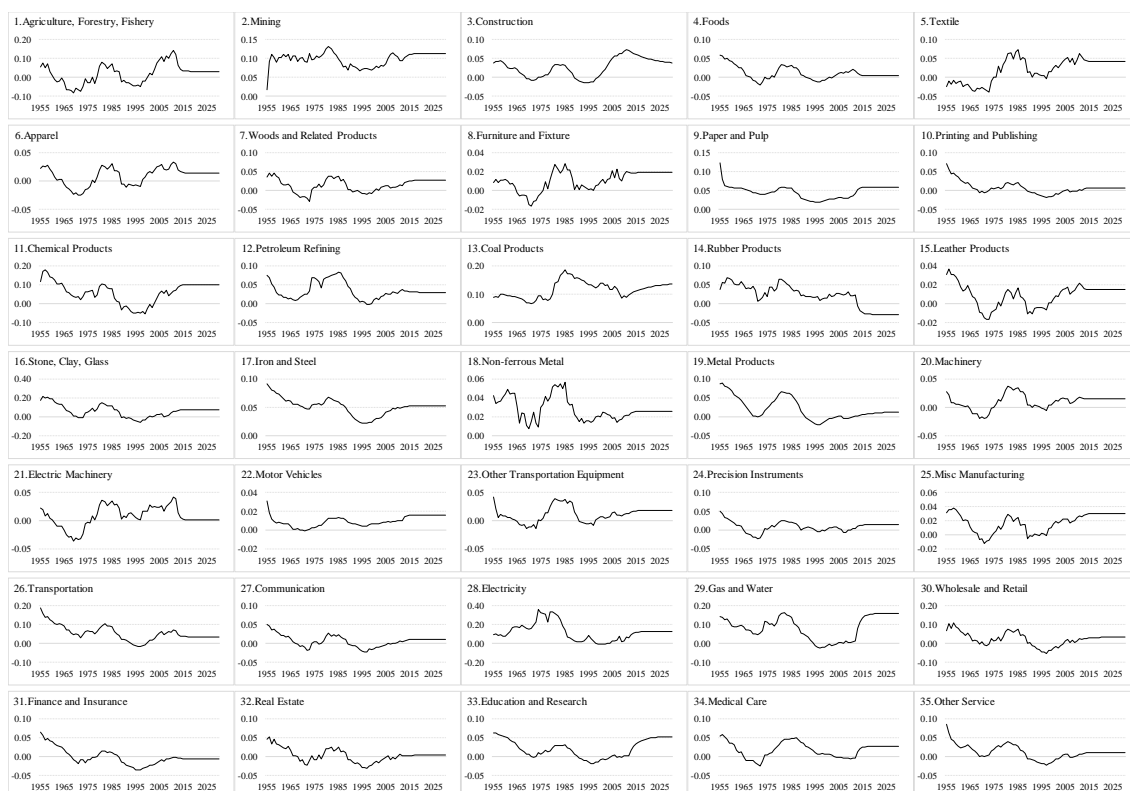 1.Agriculture, Forestry, Fishery 2.Mining 3.Construction 4.Foods 5.Textile
0.20 0.15 0.10 0.10 0.10
0.10 0.10 0.05 0.05 0.05
0.00 0.05 0.00 0.00 0.00
-0.10 0.00 -0.05 -0.05 -0.05
1955 1965 1975 1985 1995 2005 2015 2025 1955 1965 1975 1985 1995 2005 2015 2025 1955 1965 1975 1985 1995 2005 2015 2025 1955 1965 1975 1985 1995 2005 2015 2025 1955 1965 1975 1985 1995 2005 2015 2025
6.Apparel 7.Woods and Related Products 8.Furniture and Fixture 9.Paper and Pulp 10.Printing and Publishing
0.05 0.10 0.04 0.15 0.10
0.05 0.02 0.10 0.05
0.00 0.00 0.00 0.05 0.00
-0.05 -0.05 -0.02 0.00 -0.05
1955 1965 1975 1985 1995 2005 2015 2025 1955 1965 1975 1985 1995 2005 2015 2025 1955 1965 1975 1985 1995 2005 2015 2025 1955 1965 1975 1985 1995 2005 2015 2025 1955 1965 1975 1985 1995 2005 2015 2025
11.Chemical Products 12.Petroleum Refining 13.Coal Products 14.Rubber Products 15.Leather Products
0.20 0.10 0.20 0.10 0.04
0.10 0.05 0.10 0.05 0.02
0.00 0.00 0.00 0.00
-0.10 -0.05 0.00 -0.05 -0.02
1955 1965 1975 1985 1995 2005 2015 2025 1955 1965 1975 1985 1995 2005 2015 2025 1955 1965 1975 1985 1995 2005 2015 2025 1955 1965 1975 1985 1995 2005 2015 2025 1955 1965 1975 1985 1995 2005 2015 2025
16.Stone, Clay, Glass 17.Iron and Steel 18.Non-ferrous Metal 19.Metal Products 20.Machinery
0.40 0.10 0.06 0.10 0.05
0.20 0.05 0.04 0.05
0.00 0.02 0.00 0.00
-0.20 0.00 0.00 -0.05 -0.05
1955 1965 1975 1985 1995 2005 2015 2025 1955 1965 1975 1985 1995 2005 2015 2025 1955 1965 1975 1985 1995 2005 2015 2025 1955 1965 1975 1985 1995 2005 2015 2025 1955 1965 1975 1985 1995 2005 2015 2025
21.Electric Machinery 22.Motor Vehicles 23.Other Transportation Equipment 24.Precision Instruments 25.Misc Manufacturing
0.05 0.04 0.05 0.10 0.06
0.02 0.05 0.04
0.00 0.00 0.00 0.00 0.02
0.00
-0.05 -0.02 -0.05 -0.05 -0.02
1955 1965 1975 1985 1995 2005 2015 2025 1955 1965 1975 1985 1995 2005 2015 2025 1955 1965 1975 1985 1995 2005 2015 2025 1955 1965 1975 1985 1995 2005 2015 2025 1955 1965 1975 1985 1995 2005 2015 2025
26.Transportation 27.Communication 28.Electricity 29.Gas and Water 30.Wholesale and Retail
0.20 0.10 0.40 0.20 0.20
0.10 0.05 0.20 0.10 0.10
0.00 0.00 0.00 0.00 0.00
-0.10 -0.05 -0.20 -0.10 -0.10
1955 1965 1975 1985 1995 2005 2015 2025 1955 1965 1975 1985 1995 2005 2015 2025 1955 1965 1975 1985 1995 2005 2015 2025 1955 1965 1975 1985 1995 2005 2015 2025 1955 1965 1975 1985 1995 2005 2015 2025
31.Finance and Insurance 32.Real Estate 33.Education and Research 34.Medical Care 35.Other Service
0.10 0.10 0.10 0.10 0.10
0.05 0.05 0.05 0.05 0.05
0.00 0.00 0.00 0.00 0.00
-0.05 -0.05 -0.05 -0.05 -0.05
1955 1965 1975 1985 1995 2005 2015 2025 1955 1965 1975 1985 1995 2005 2015 2025 1955 1965 1975 1985 1995 2005 2015 2025 1955 1965 1975 1985 1995 2005 2015 2025 1955 1965 1975 1985 1995 2005 2015 2025